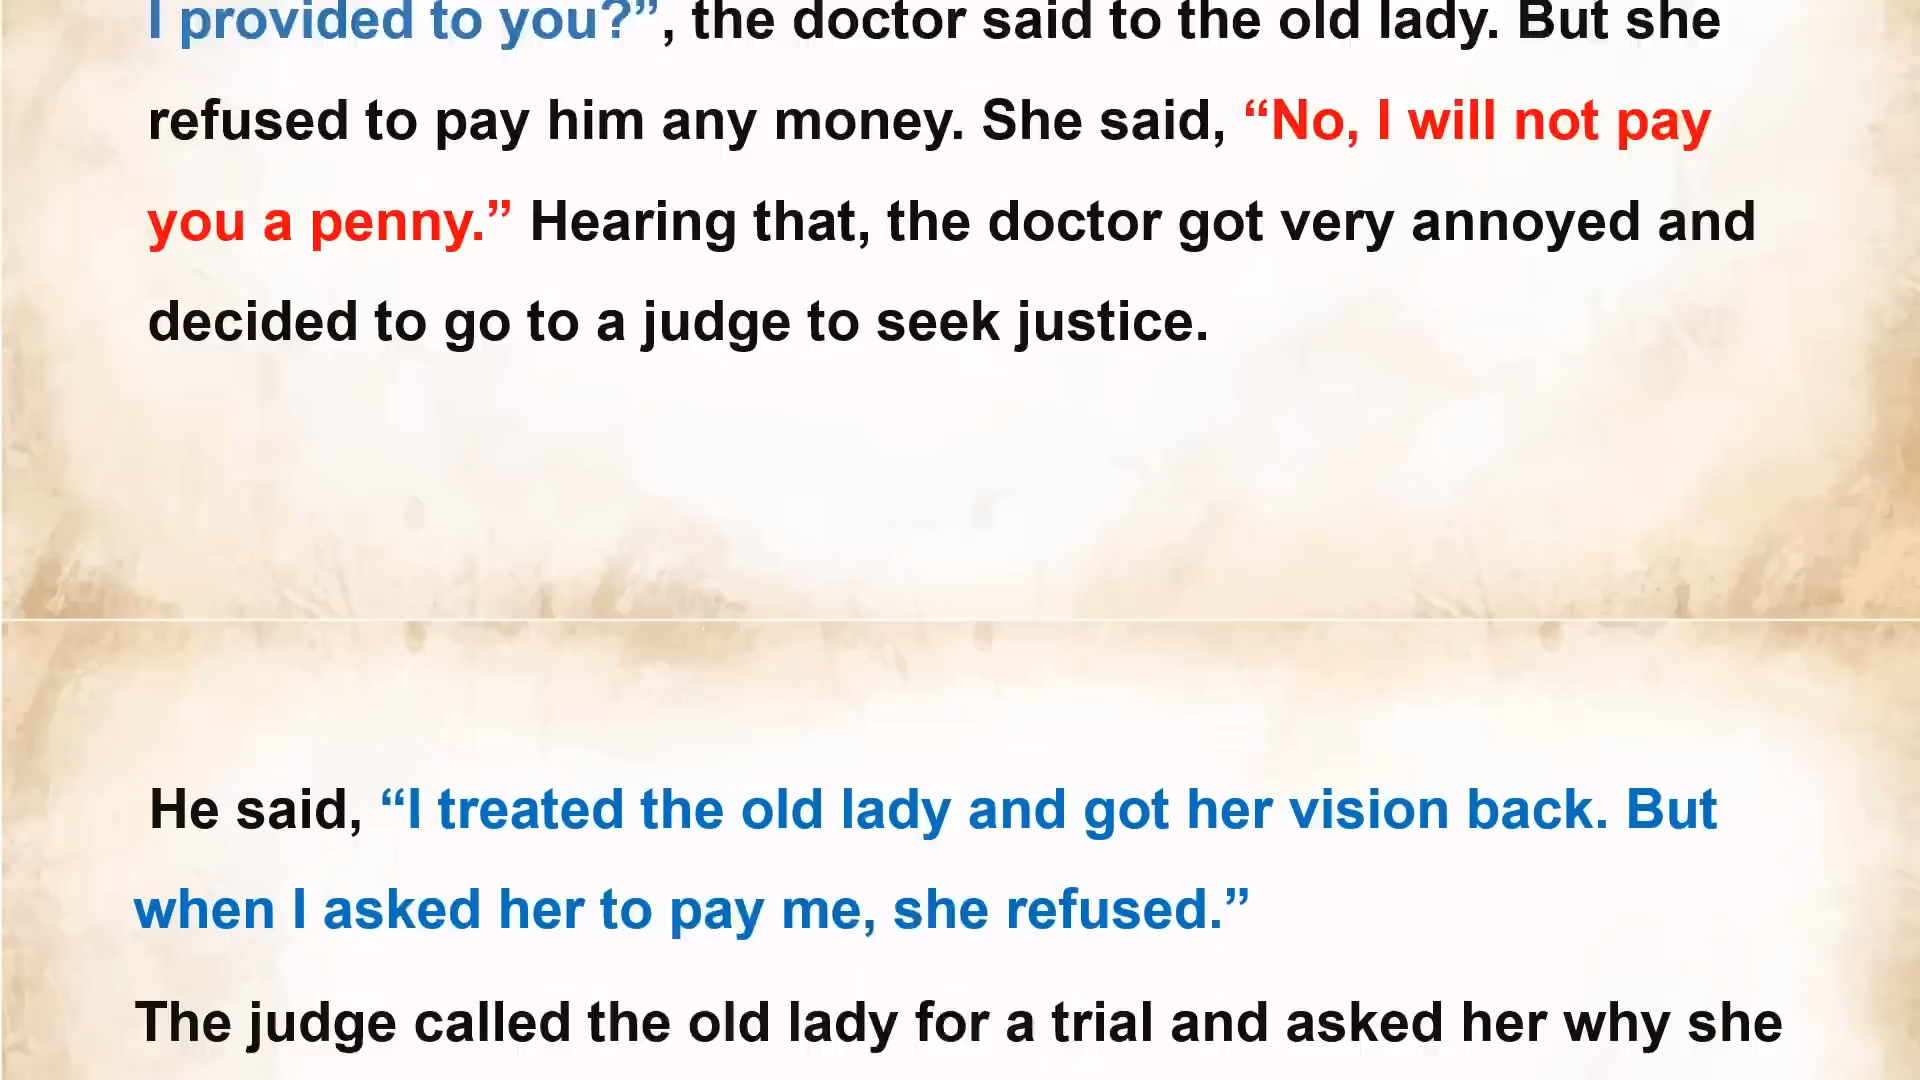 I provided to you?”, the doctor said to the old lady. But she
refused to pay him any money. She said, “No, I will not pay
you a penny.” Hearing that, the doctor got very annoyed and
decided to go to a judge to seek justice.
He said, “I treated the old lady and got her vision back. But
when I asked her to pay me, she refused.”
The judge called the old lady for a trial and asked her why she